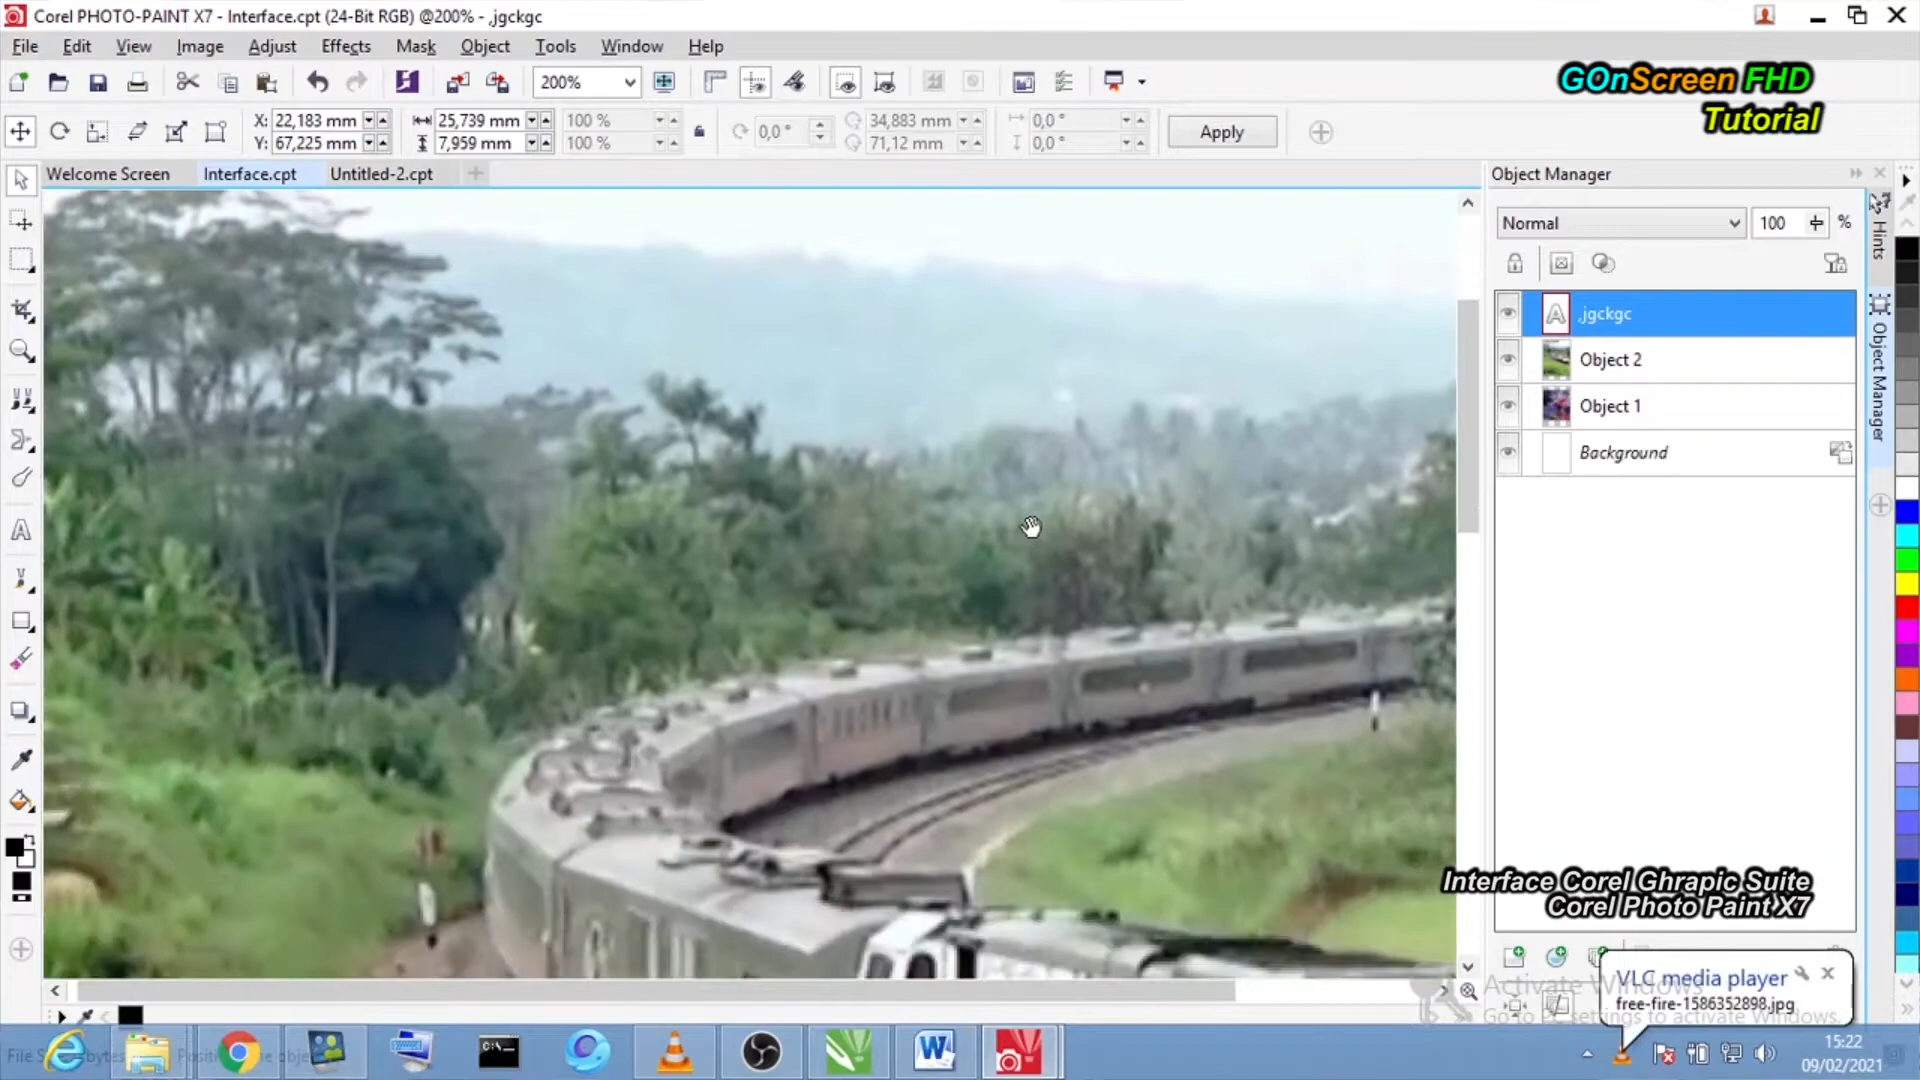 Corel PHOTO-PAINT X7 - Interface.cpt (24-Bit RGB) @200% - ,jgckgc
File Edit View Image Adjust Effects Mask Object Tools Window Help
200%
GOnScreen FHD
Tutorial
X: 22,183 mm 25,739 mm 100 % 0,0 ° 34,883 mm 0,0 ° Apply
Y: 67,225 mm 7,959 mm 100 % 71,12 mm 0,0 °
Welcome Screen Interface.cpt Untitled-2.cpt
Object Manager
Normal 100 %
Hints
Object Manager
,jgckgc
Object 2
Object 1
Background
Interface Corel Ghrapic Suite
Corel Photo Paint X7
VLC media player
free-fire-1586352898.jpg
Activate Windows
Go to PC settings to activate Windows.
C:\_
15:22
09/02/2021